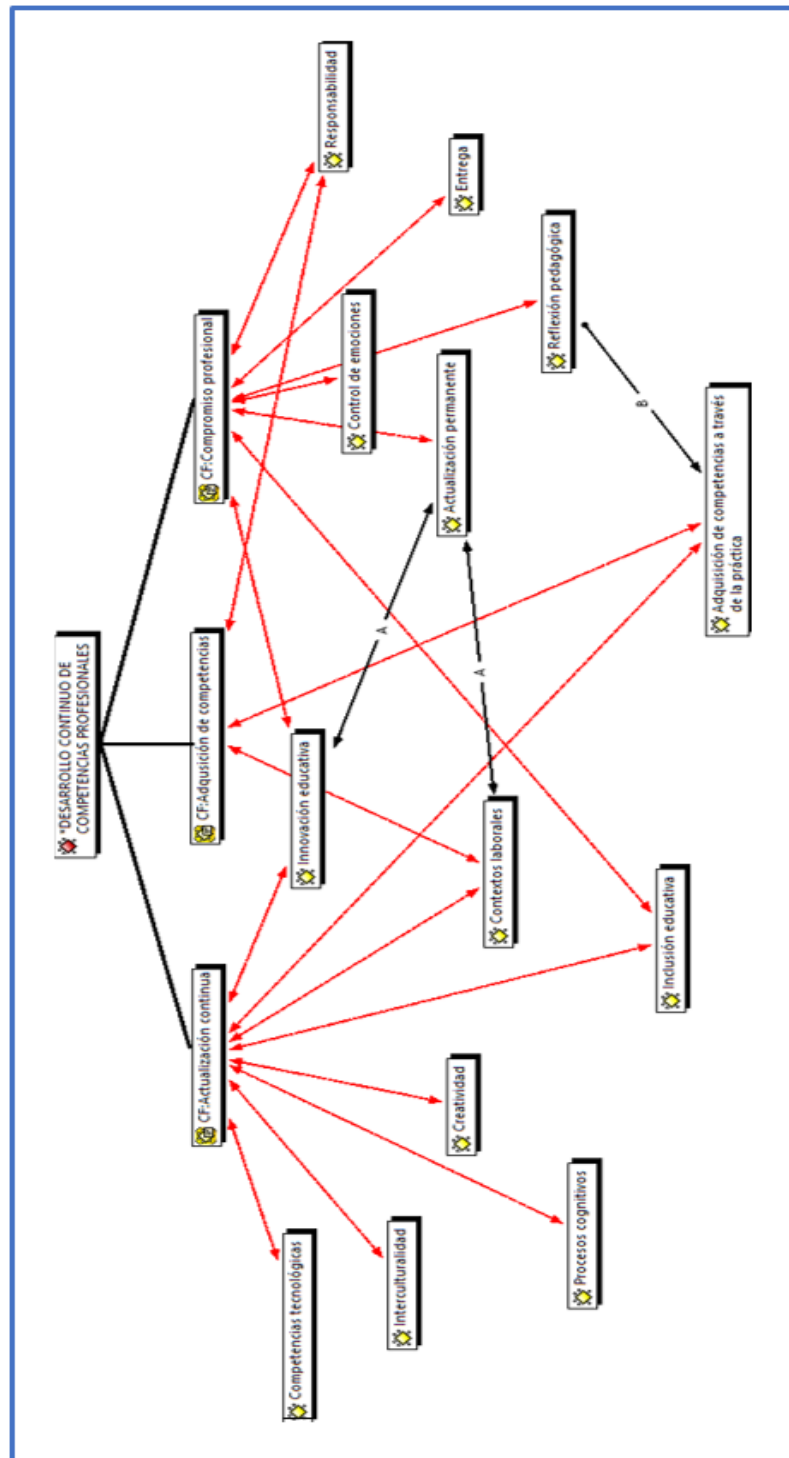 *DESARROLLO CONTINUO DE
COMPETENCIAS PROFESIONALES
CF:Actualización continua
CF:Adqusición de competencias
CF:Compromiso profesional
Competencias tecnológicas
Innovación educativa
Responsabilidad
Interculturalidad
Control de emociones
Creatividad
Actualización permanente
Entrega
A
A
Contextos laborales
Procesos cognitivos
Reflexión pedagógica
B
Inclusión educativa
Adquisición de competencias a través
de la práctica